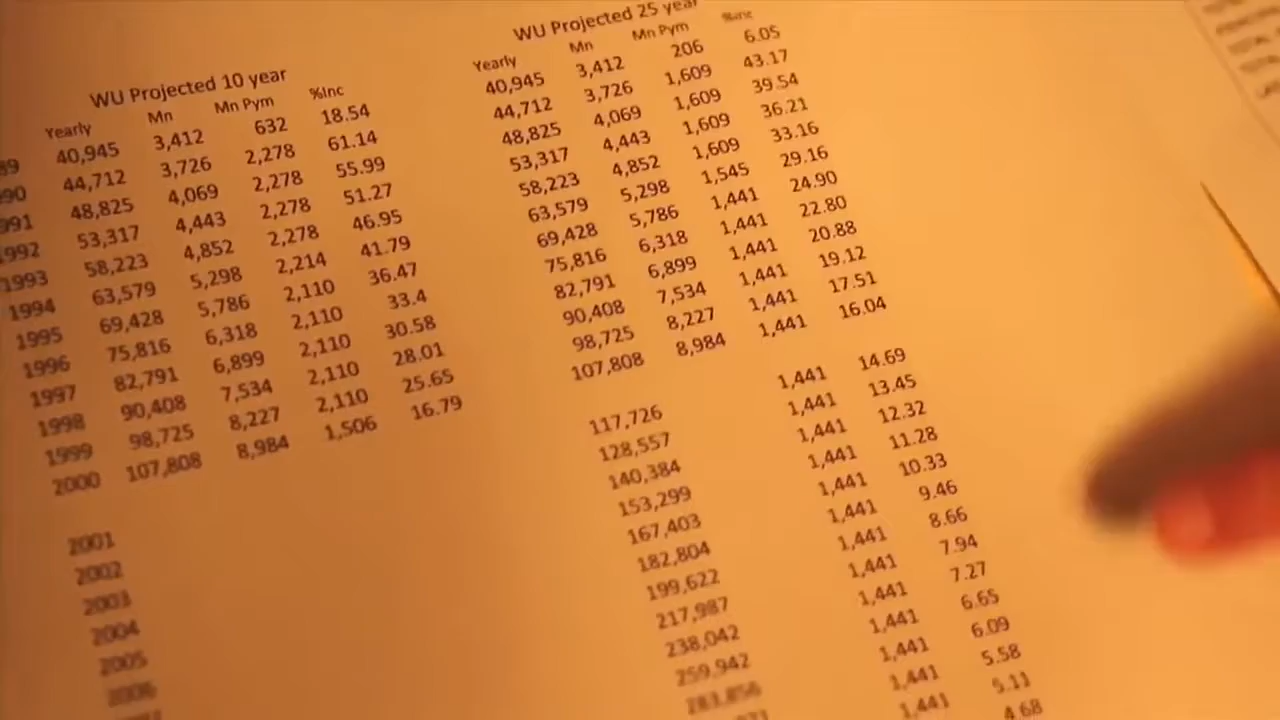 WU Projected 10 year
Yearly Mn Mn Pym %Inc
89 40,945 3,412 632 18.54
90 44,712 3,726 2,278 61.14
991 48,825 4,069 2,278 55.99
1992 53,317 4,443 2,278 51.27
1993 58,223 4,852 2,278 46.95
1994 63,579 5,298 2,214 41.79
1995 69,428 5,786 2,110 36.47
1996 75,816 6,318 2,110 33.4
1997 82,791 6,899 2,110 30.58
1998 90,408 7,534 2,110 28.01
1999 98,725 8,227 2,110 25.65
2000 107,808 8,984 1,506 16.79
2001
2002
2003
2004
2005
2006
WU Projected 25 year
Yearly Mn Mn Pym %Inc
40,945 3,412 206 6.05
44,712 3,726 1,609 43.17
48,825 4,069 1,609 39.54
53,317 4,443 1,609 36.21
58,223 4,852 1,609 33.16
63,579 5,298 1,545 29.16
69,428 5,786 1,441 24.90
75,816 6,318 1,441 22.80
82,791 6,899 1,441 20.88
90,408 7,534 1,441 19.12
98,725 8,227 1,441 17.51
107,808 8,984 1,441 16.04
117,726 1,441 14.69
128,557 1,441 13.45
140,384 1,441 12.32
153,299 1,441 11.28
167,403 1,441 10.33
182,804 1,441 9.46
199,622 1,441 8.66
217,987 1,441 7.94
238,042 1,441 7.27
259,942 1,441 6.65
283,856 1,441 6.09
1,441 5.58
1,441 5.11
4.68